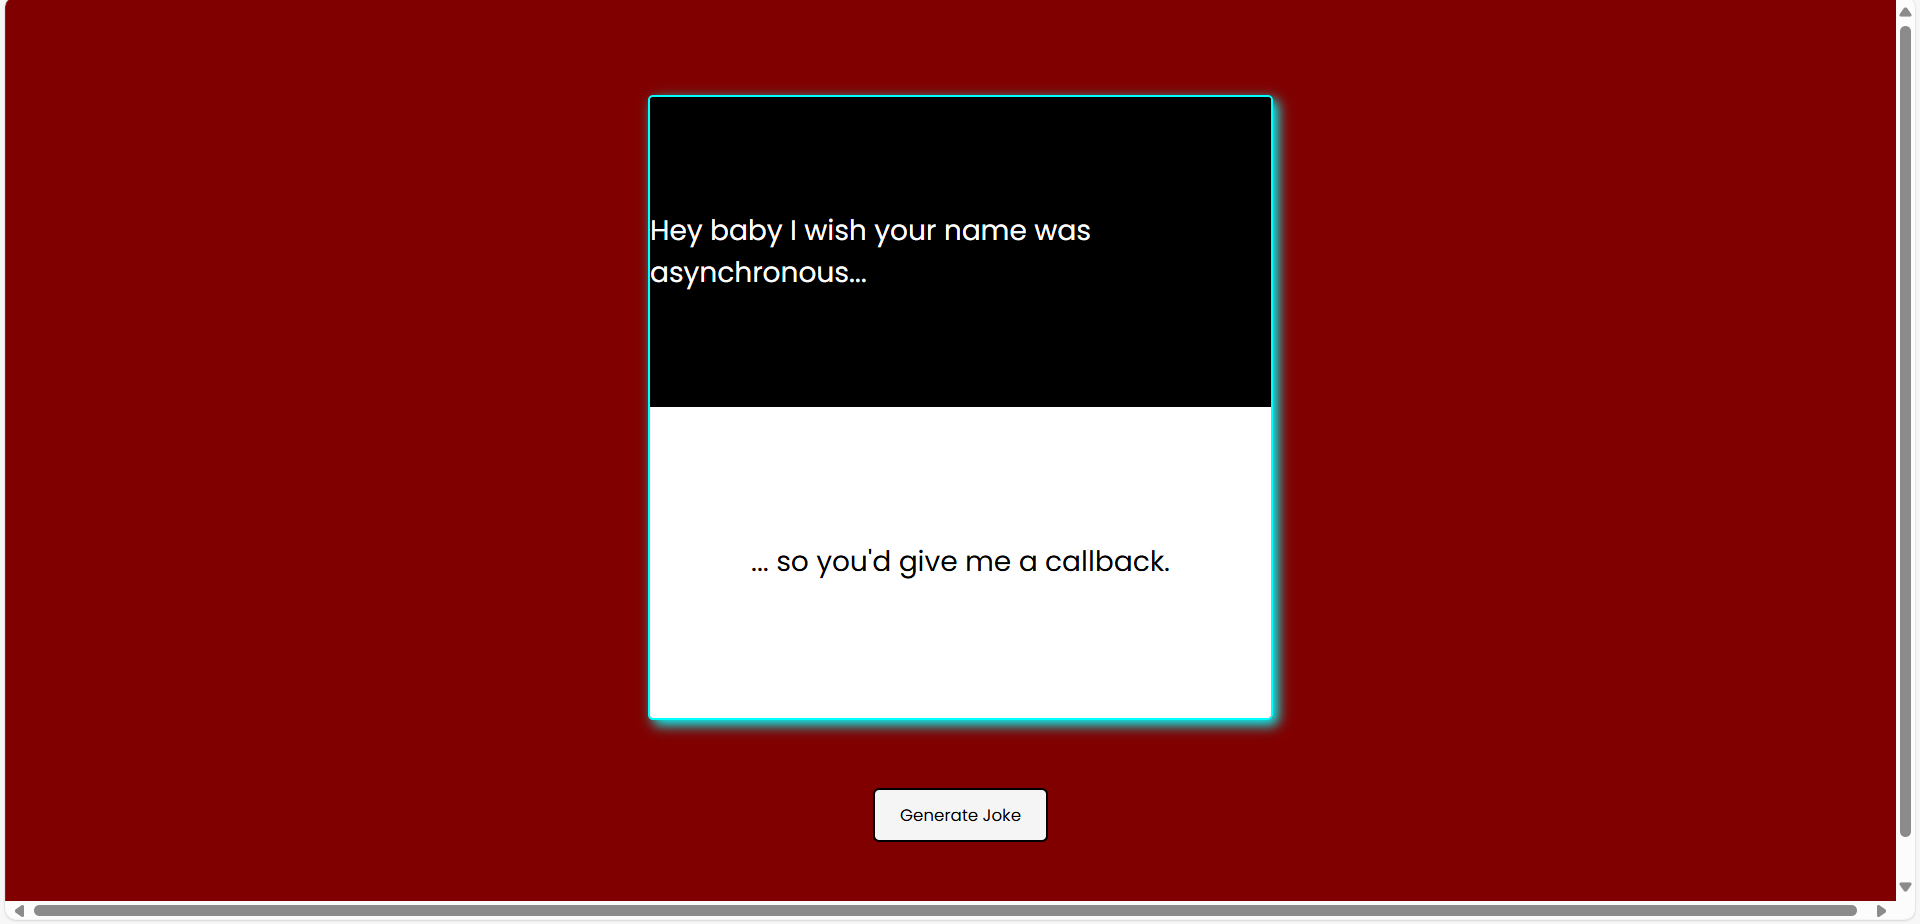 Hey baby I wish your name was
asynchronous...
... so you'd give me a callback.
Generate Joke